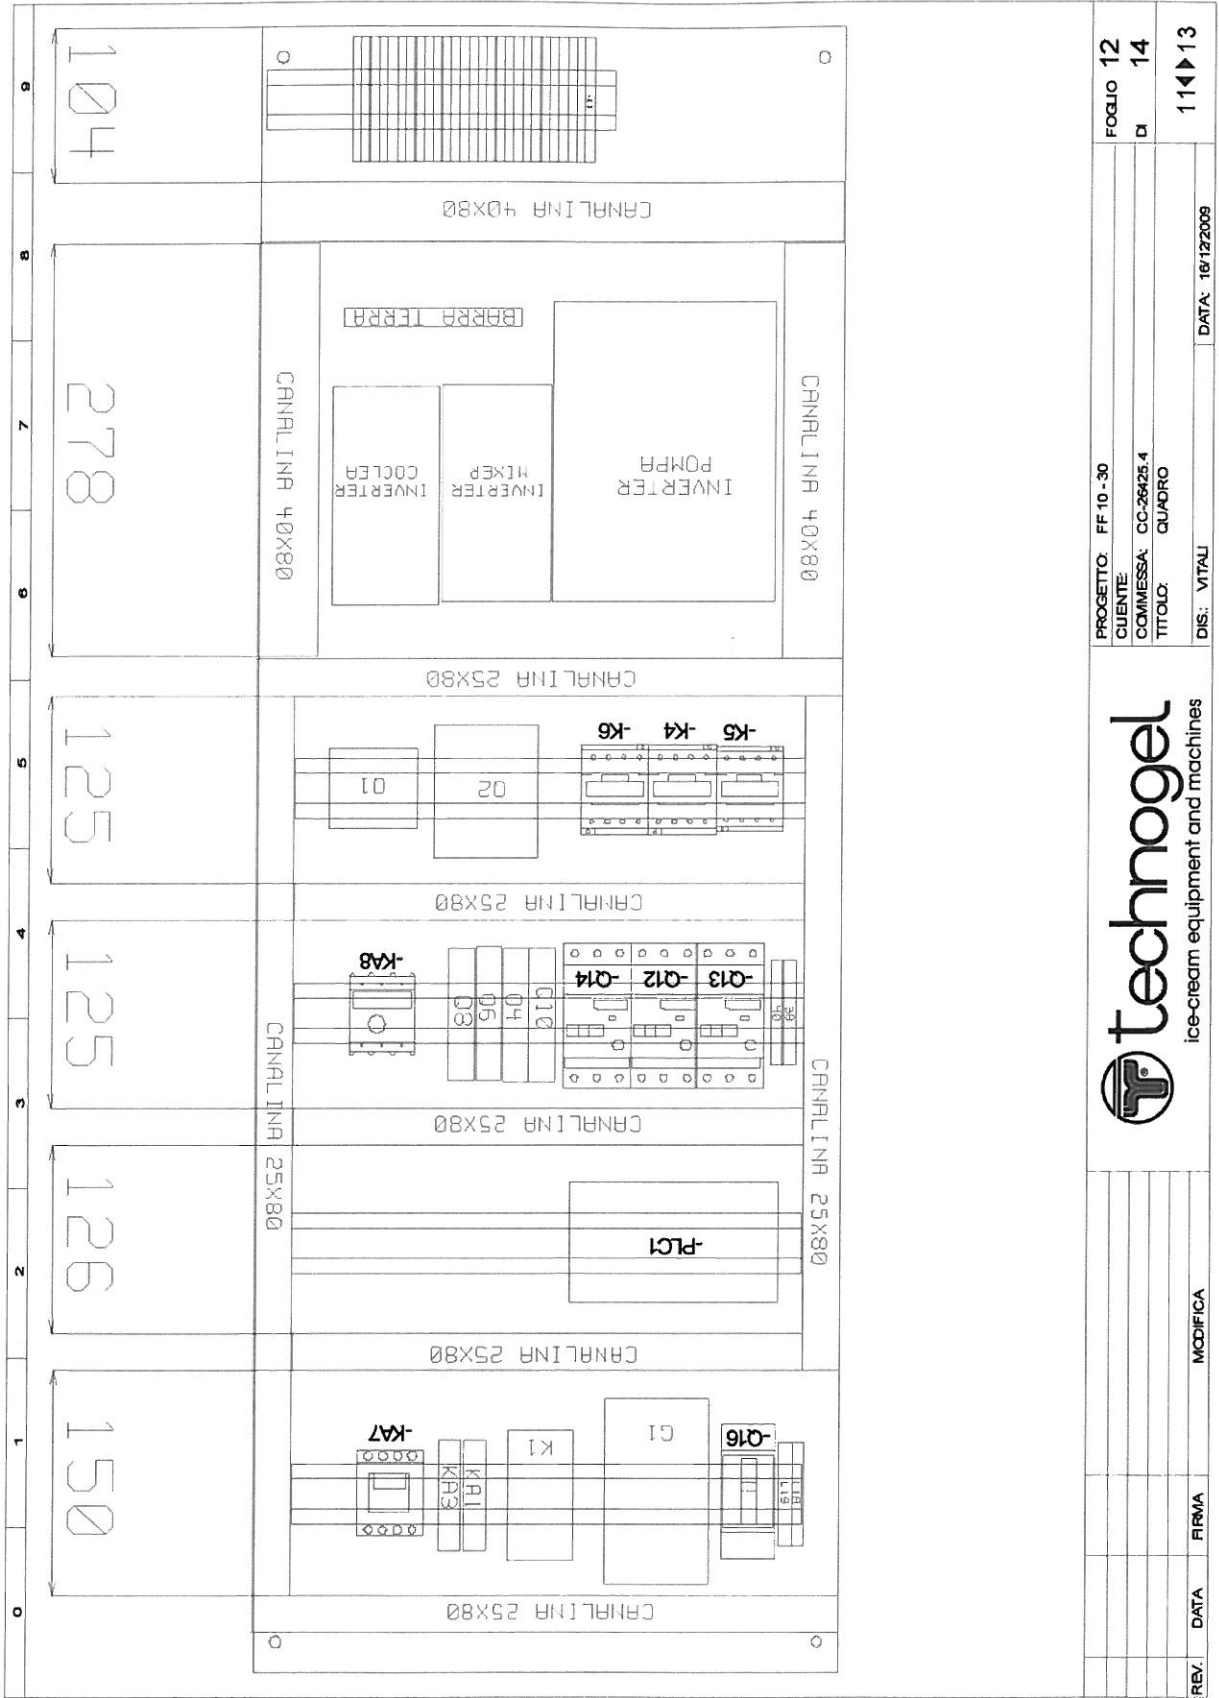 0 1 2 3 4 5 6 7 8 9
104
278
125
125
126
150
CANALINA 40X80
BARRA TERRA
CANALINA 40X80
INVERTER
COCLEA
INVERTER
MIXER
INVERTER
POMPA
CANALINA 40X80
CANALINA 25X80
Q1
Q2
-K6
-K4
-K5
CANALINA 25X80
-KA8
Q8
Q6
Q4
Q10
-Q14
-Q12
-Q13
40
39
CANALINA 25X80
CANALINA 25X80
CANALINA 25X80
-PLC1
CANALINA 25X80
-KA7
KA3
KA1
K1
G1
-Q16
L19
L18
CANALINA 25X80
REV.
DATA
FIRMA
MODIFICA
technogel
ice-cream equipment and machines
PROGETTO: FF 10 - 30
CLIENTE:
COMMESSA: CC-26425.4
TITOLO: QUADRO
DIS.: VITALI
DATA: 16/12/2009
FOGLIO 12
DI 14
11◀▶13